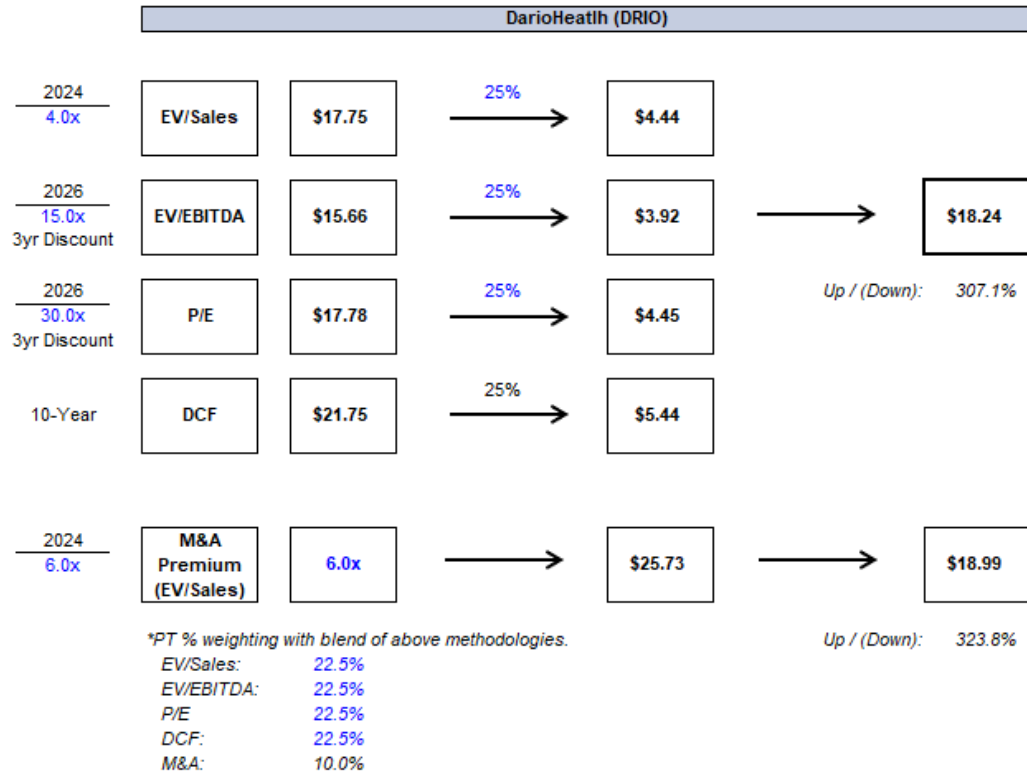 DarioHeatlh (DRIO)
2024
4.0x
EV/Sales
$17.75
25%
$4.44
2026
15.0x
3yr Discount
EV/EBITDA
$15.66
25%
$3.92
$18.24
Up / (Down): 307.1%
2026
30.0x
3yr Discount
P/E
$17.78
25%
$4.45
10-Year
DCF
$21.75
25%
$5.44
2024
6.0x
M&A
Premium
(EV/Sales)
6.0x
$25.73
$18.99
Up / (Down): 323.8%
*PT % weighting with blend of above methodologies.
EV/Sales: 22.5%
EV/EBITDA: 22.5%
P/E 22.5%
DCF: 22.5%
M&A: 10.0%